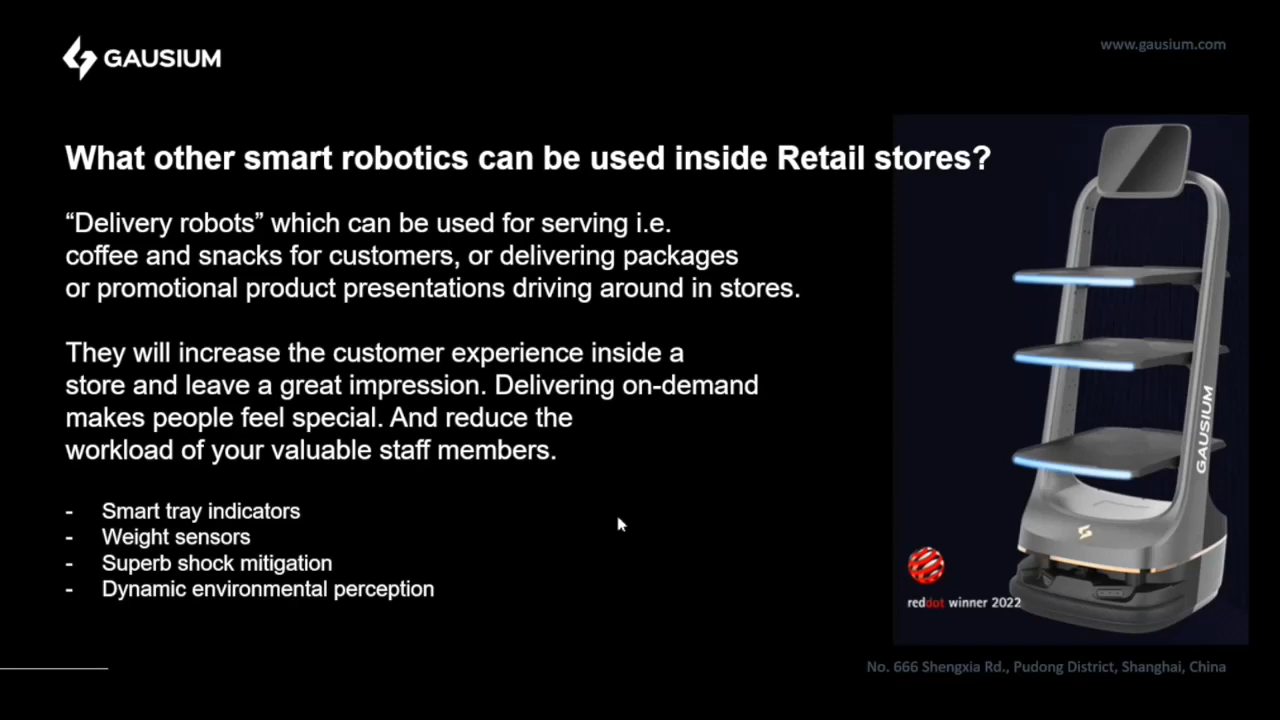 GAUSIUM
www.gausium.com
What other smart robotics can be used inside Retail stores?
“Delivery robots” which can be used for serving i.e.
coffee and snacks for customers, or delivering packages
or promotional product presentations driving around in stores.
They will increase the customer experience inside a
store and leave a great impression. Delivering on-demand
makes people feel special. And reduce the
workload of your valuable staff members.
- Smart tray indicators
- Weight sensors
- Superb shock mitigation
- Dynamic environmental perception
GAUSIUM
reddot winner 2022
No. 666 Shengxia Rd., Pudong District, Shanghai, China